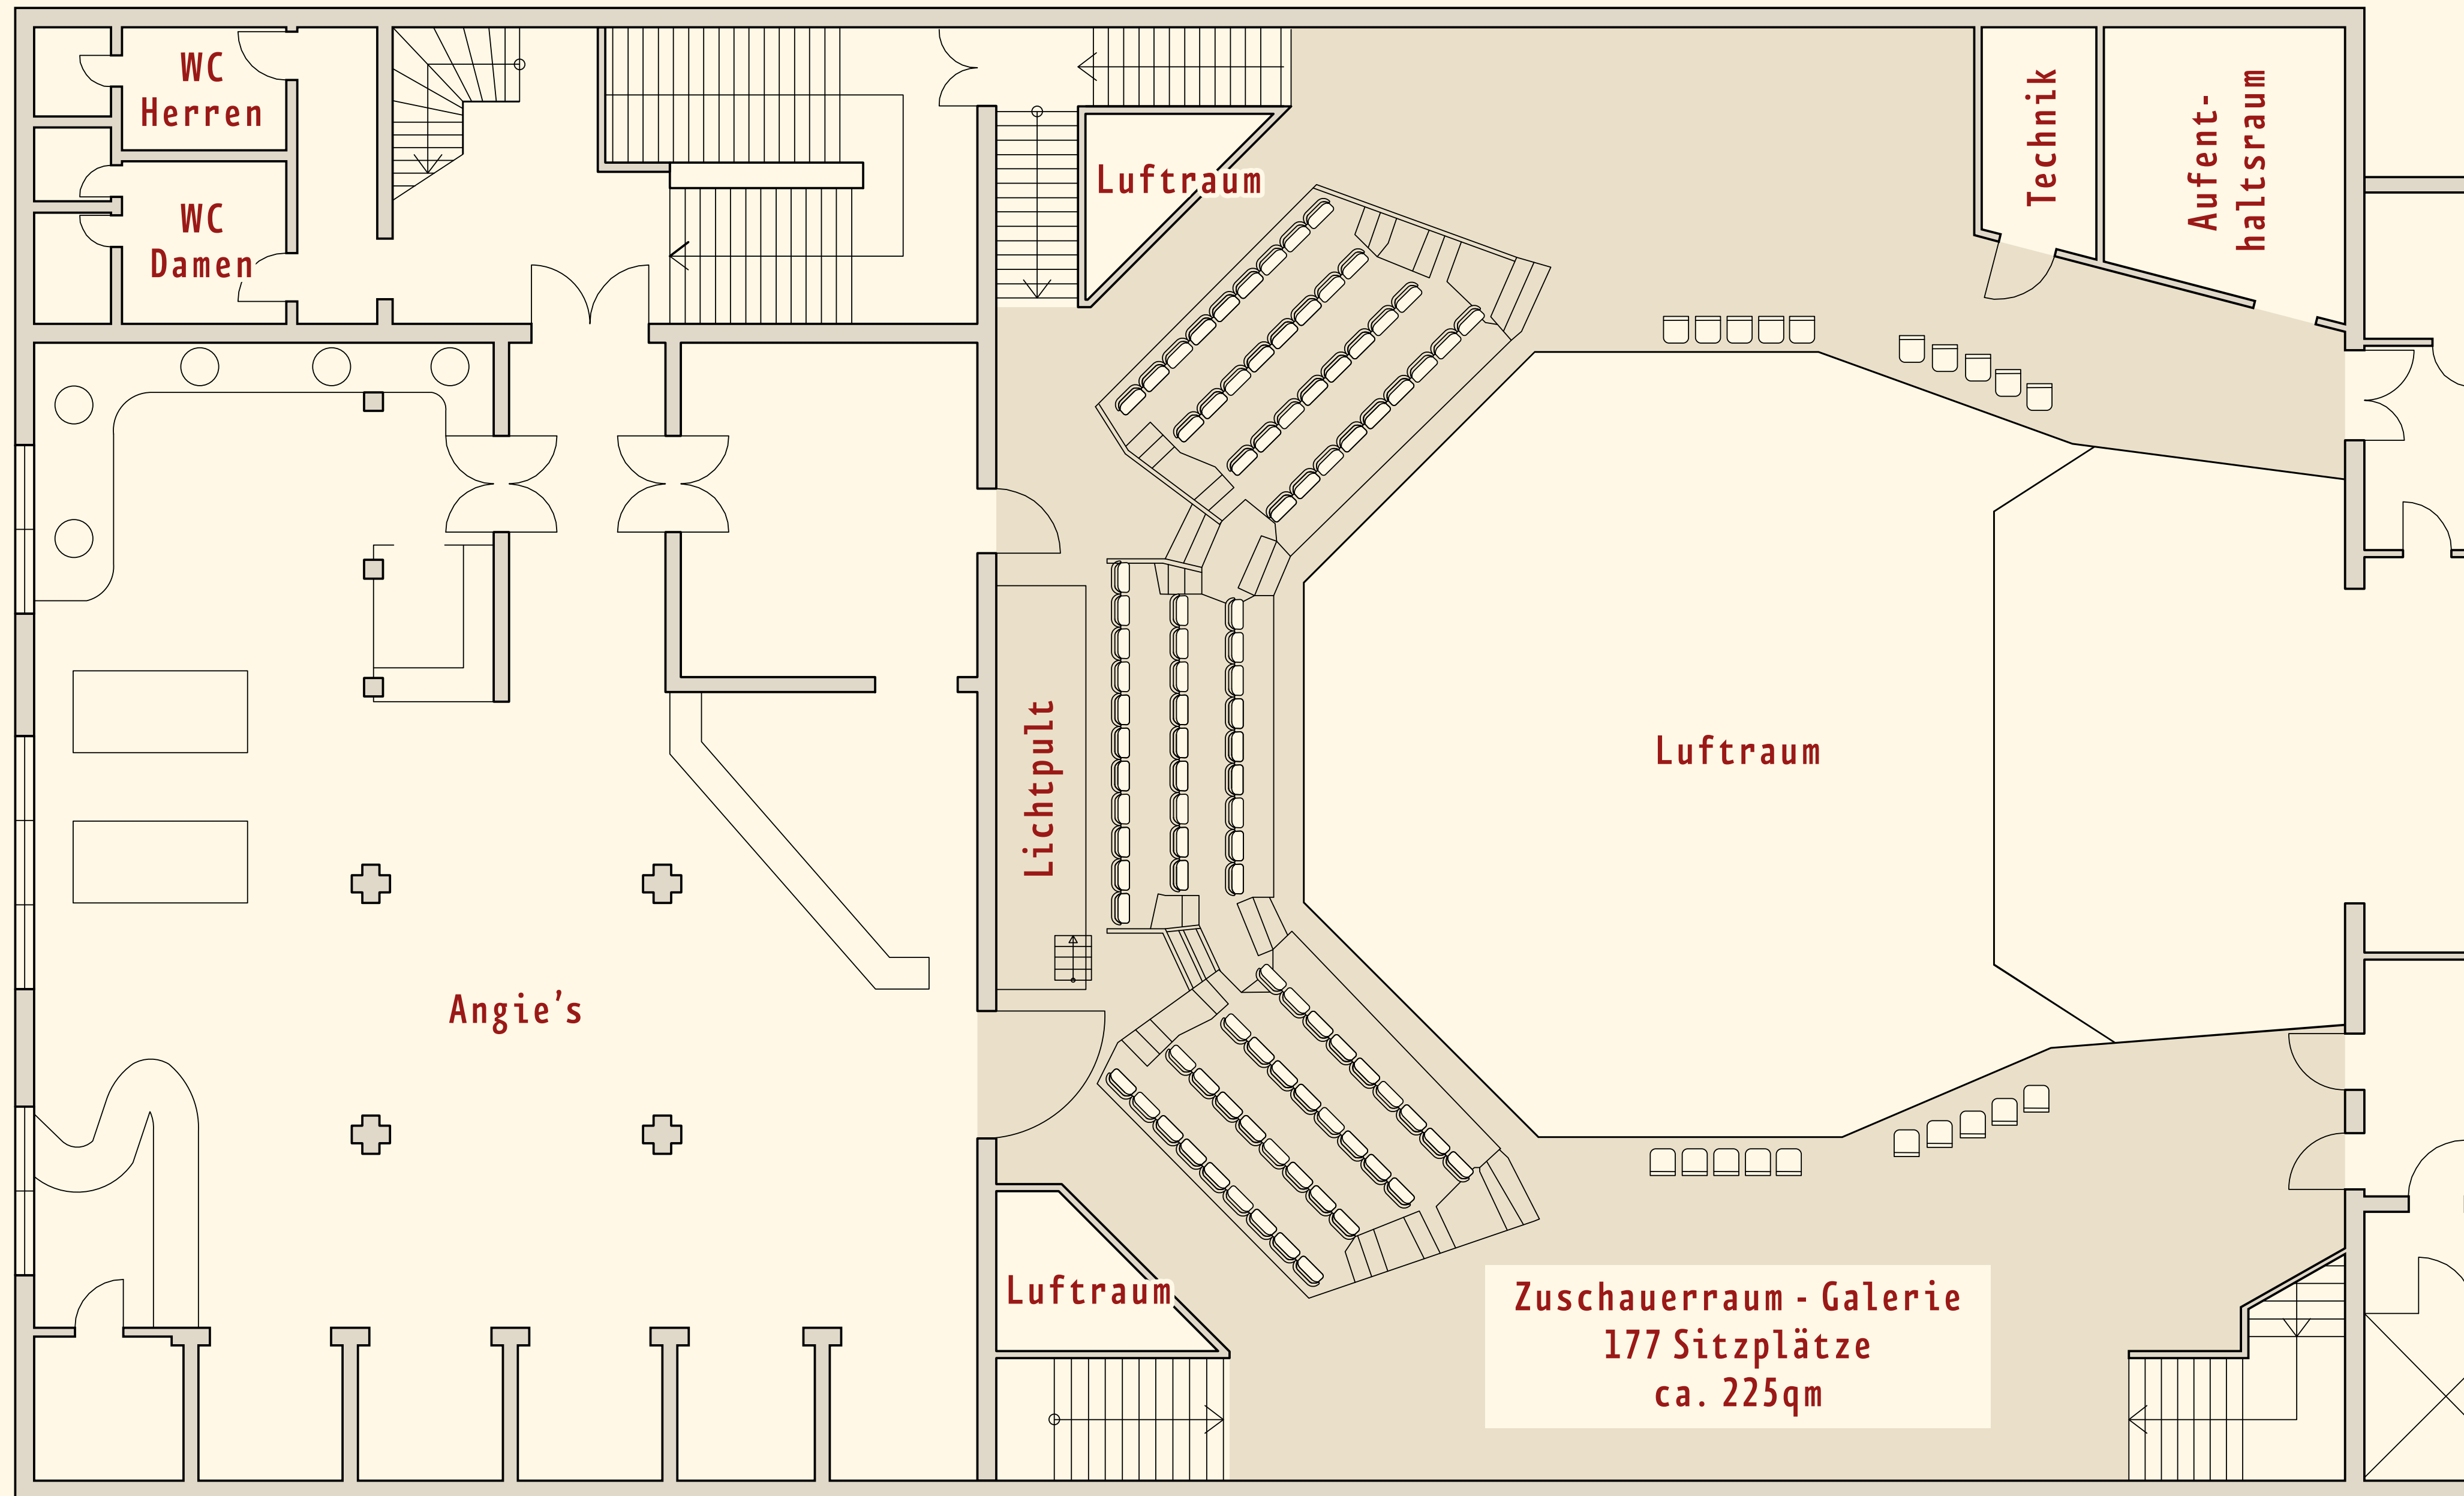 WC
Herren
WC
Damen
Luftraum
Technik
Aufent-
haltsraum
Lichtpult
Luftraum
Angie's
Luftraum
Zuschauerraum - Galerie
177 Sitzplätze
ca. 225qm